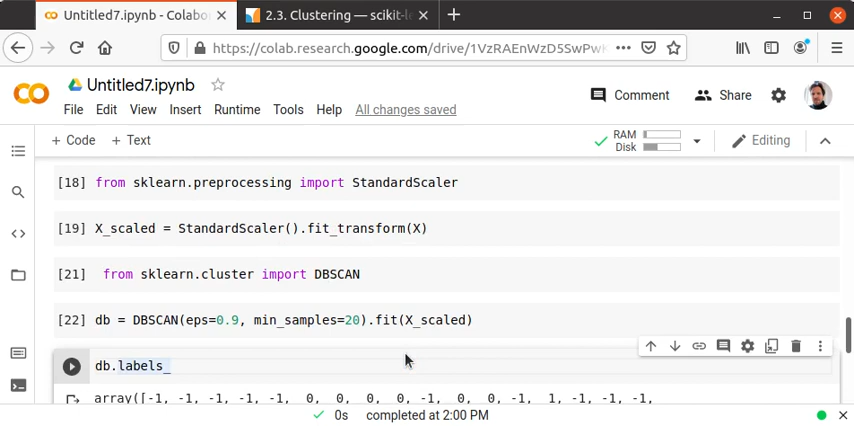 Untitled7.ipynb - Colabo
2.3. Clustering — scikit-le
https://colab.research.google.com/drive/1VzRAEnWzD5SwPwK
Untitled7.ipynb
File Edit View Insert Runtime Tools Help All changes saved
Comment Share
+ Code + Text
RAM
Disk
Editing
[18] from sklearn.preprocessing import StandardScaler
[19] X_scaled = StandardScaler().fit_transform(X)
[21] from sklearn.cluster import DBSCAN
[22] db = DBSCAN(eps=0.9, min_samples=20).fit(X_scaled)
db.labels_
array([-1, -1, -1, -1, -1, 0, 0, 0, 0, -1, 0, 0, -1, 1, -1, -1, -1,
0s completed at 2:00 PM